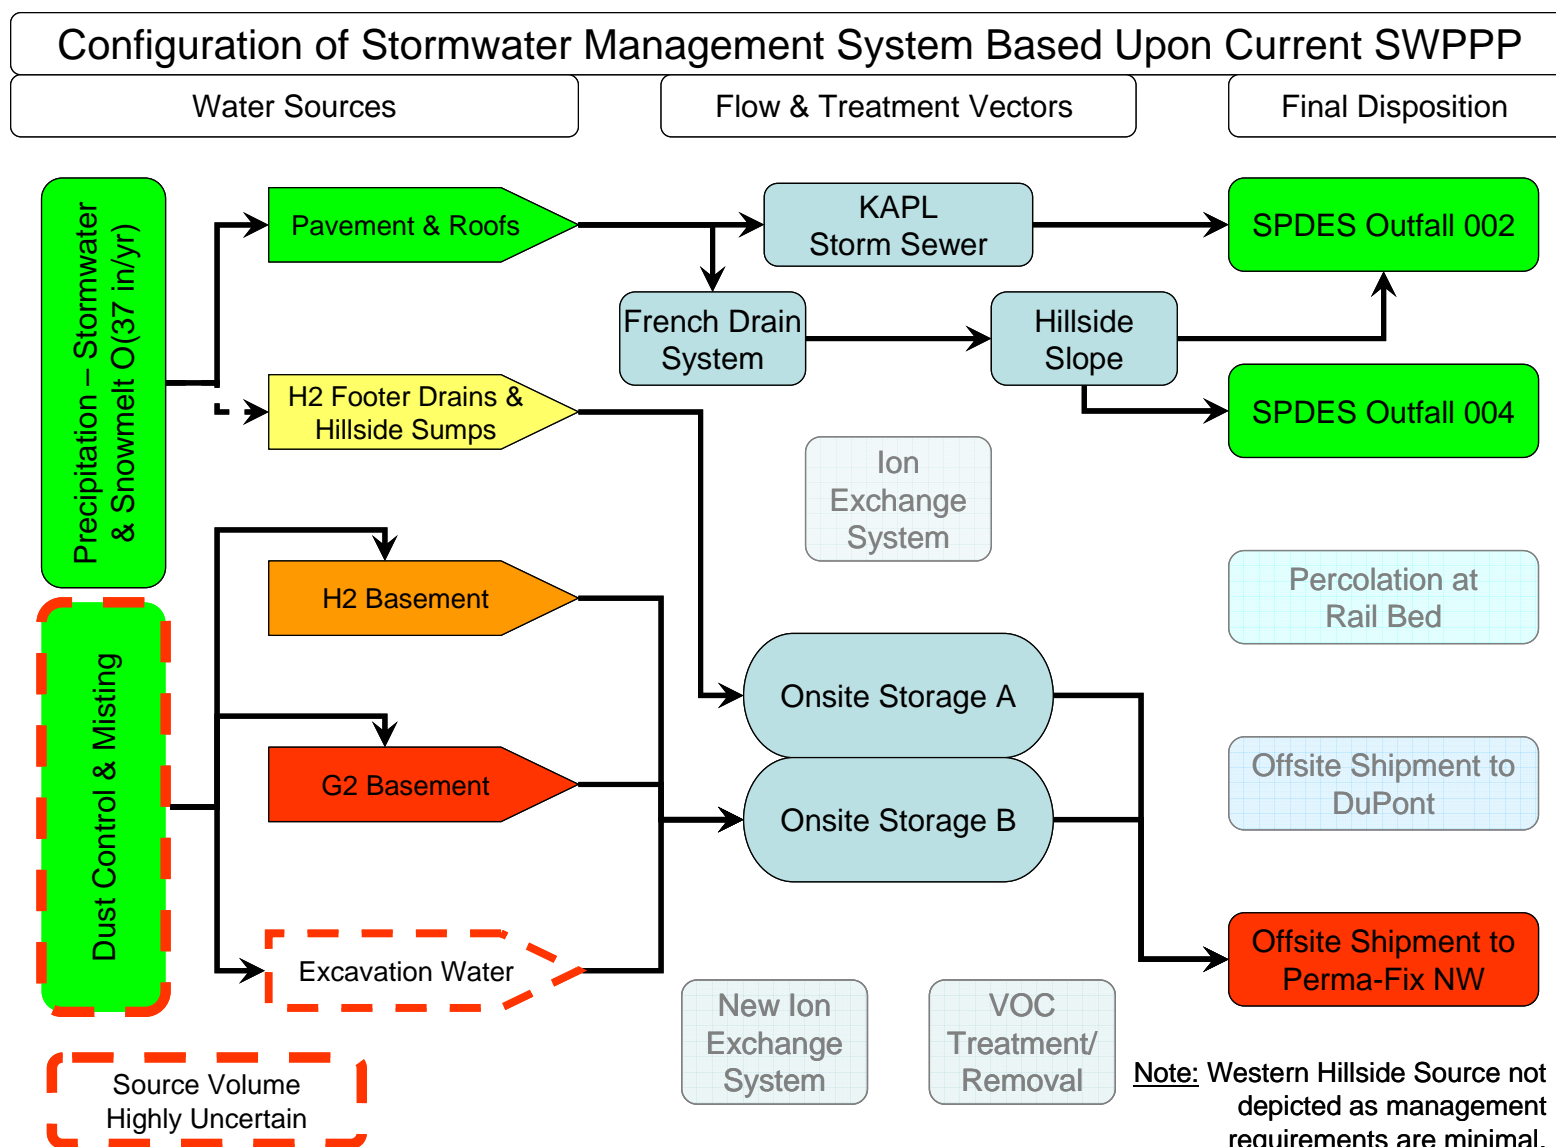 Configuration of Stormwater Management System Based Upon Current SWPPP
Water Sources
Flow & Treatment Vectors
Final Disposition
Precipitation – Stormwater
& Snowmelt O(37 in/yr)
Pavement & Roofs
KAPL
Storm Sewer
SPDES Outfall 002
French Drain
System
Hillside
Slope
H2 Footer Drains &
Hillside Sumps
SPDES Outfall 004
Ion
Exchange
System
H2 Basement
Percolation at
Rail Bed
Dust Control & Misting
Onsite Storage A
G2 Basement
Offsite Shipment to
DuPont
Onsite Storage B
Excavation Water
Offsite Shipment to
Perma-Fix NW
New Ion
Exchange
System
VOC
Treatment/
Removal
Source Volume
Highly Uncertain
Note: Western Hillside Source not
depicted as management
requirements are minimal.